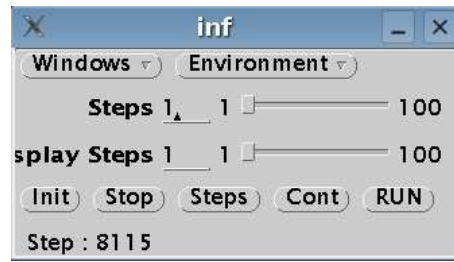 inf
Windows Environment
Steps 1 1 100
splay Steps 1 1 100
Init Stop Steps Cont RUN
Step : 8115